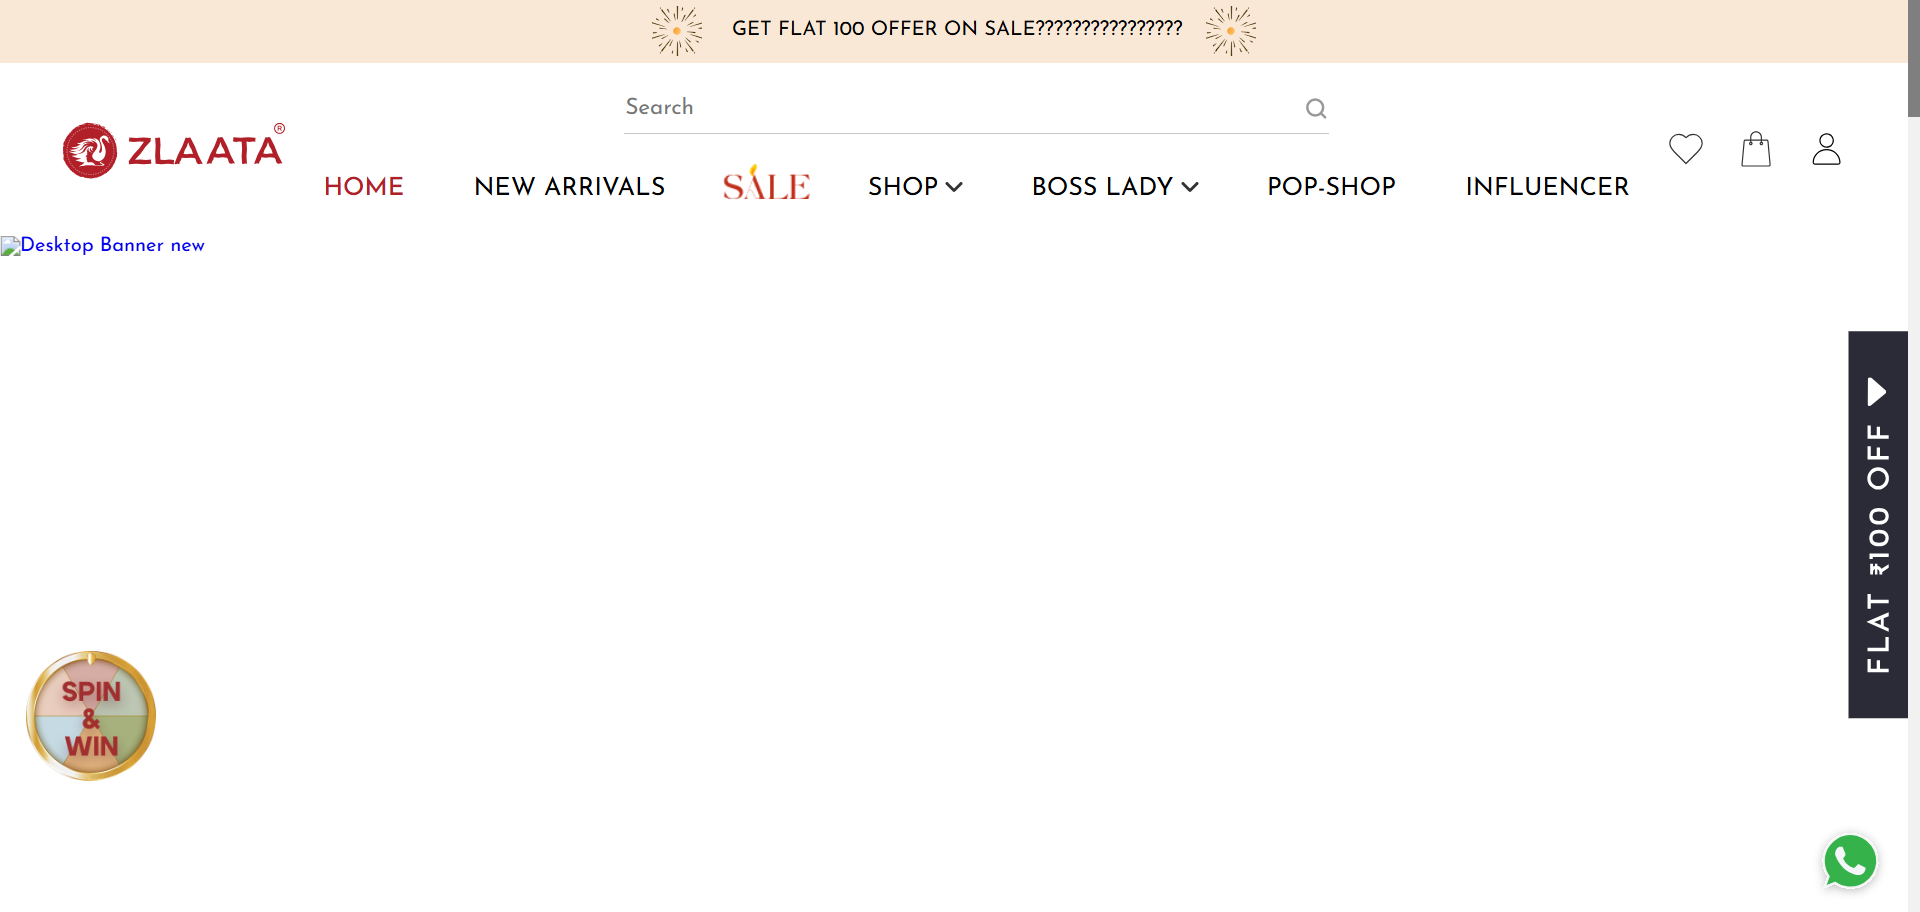 GET FLAT 100 OFFER ON SALE????????????????
Search
ZLAATA®
HOME NEW ARRIVALS SALE SHOP BOSS LADY POP-SHOP INFLUENCER
Desktop Banner new
FLAT ₹100 OFF
SPIN
&
WIN